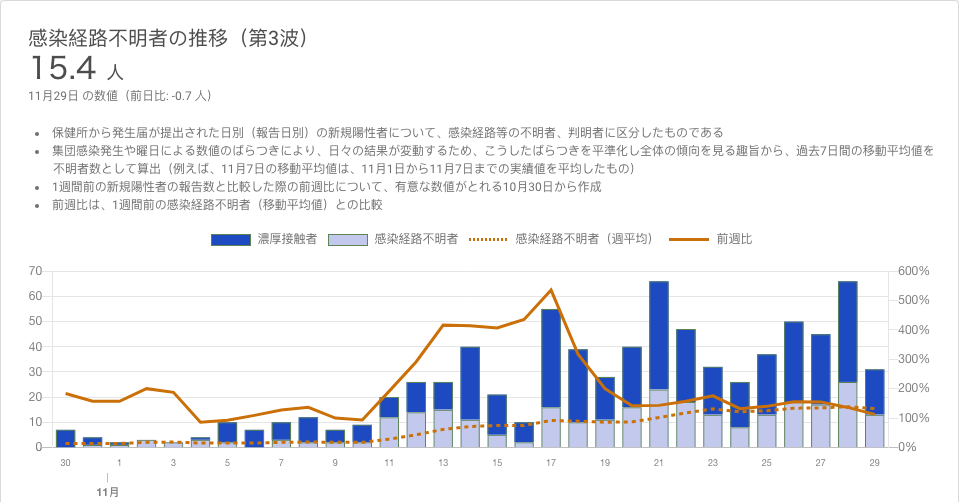 感染経路不明者の推移（第3波）
15.4 人
11月29日 の数値（前日比: -0.7 人）
• 保健所から発生届が提出された日別（報告日別）の新規陽性者について、感染経路等の不明者、判明者に区分したものである
• 集団感染発生や曜日による数値のばらつきにより、日々の結果が変動するため、こうしたばらつきを平準化し全体の傾向を見る趣旨から、過去7日間の移動平均値を
不明者数として算出（例えば、11月7日の移動平均値は、11月1日から11月7日までの実績値を平均したもの）
• 1週間前の新規陽性者の報告数と比較した際の前週比について、有意な数値がとれる10月30日から作成
• 前週比は、1週間前の感染経路不明者（移動平均値）との比較
濃厚接触者 感染経路不明者 感染経路不明者（週平均） 前週比
70 600%
60 500%
50 400%
40 300%
30 200%
20 100%
10 0%
0
30 1 3 5 7 9 11 13 15 17 19 21 23 25 27 29
11月